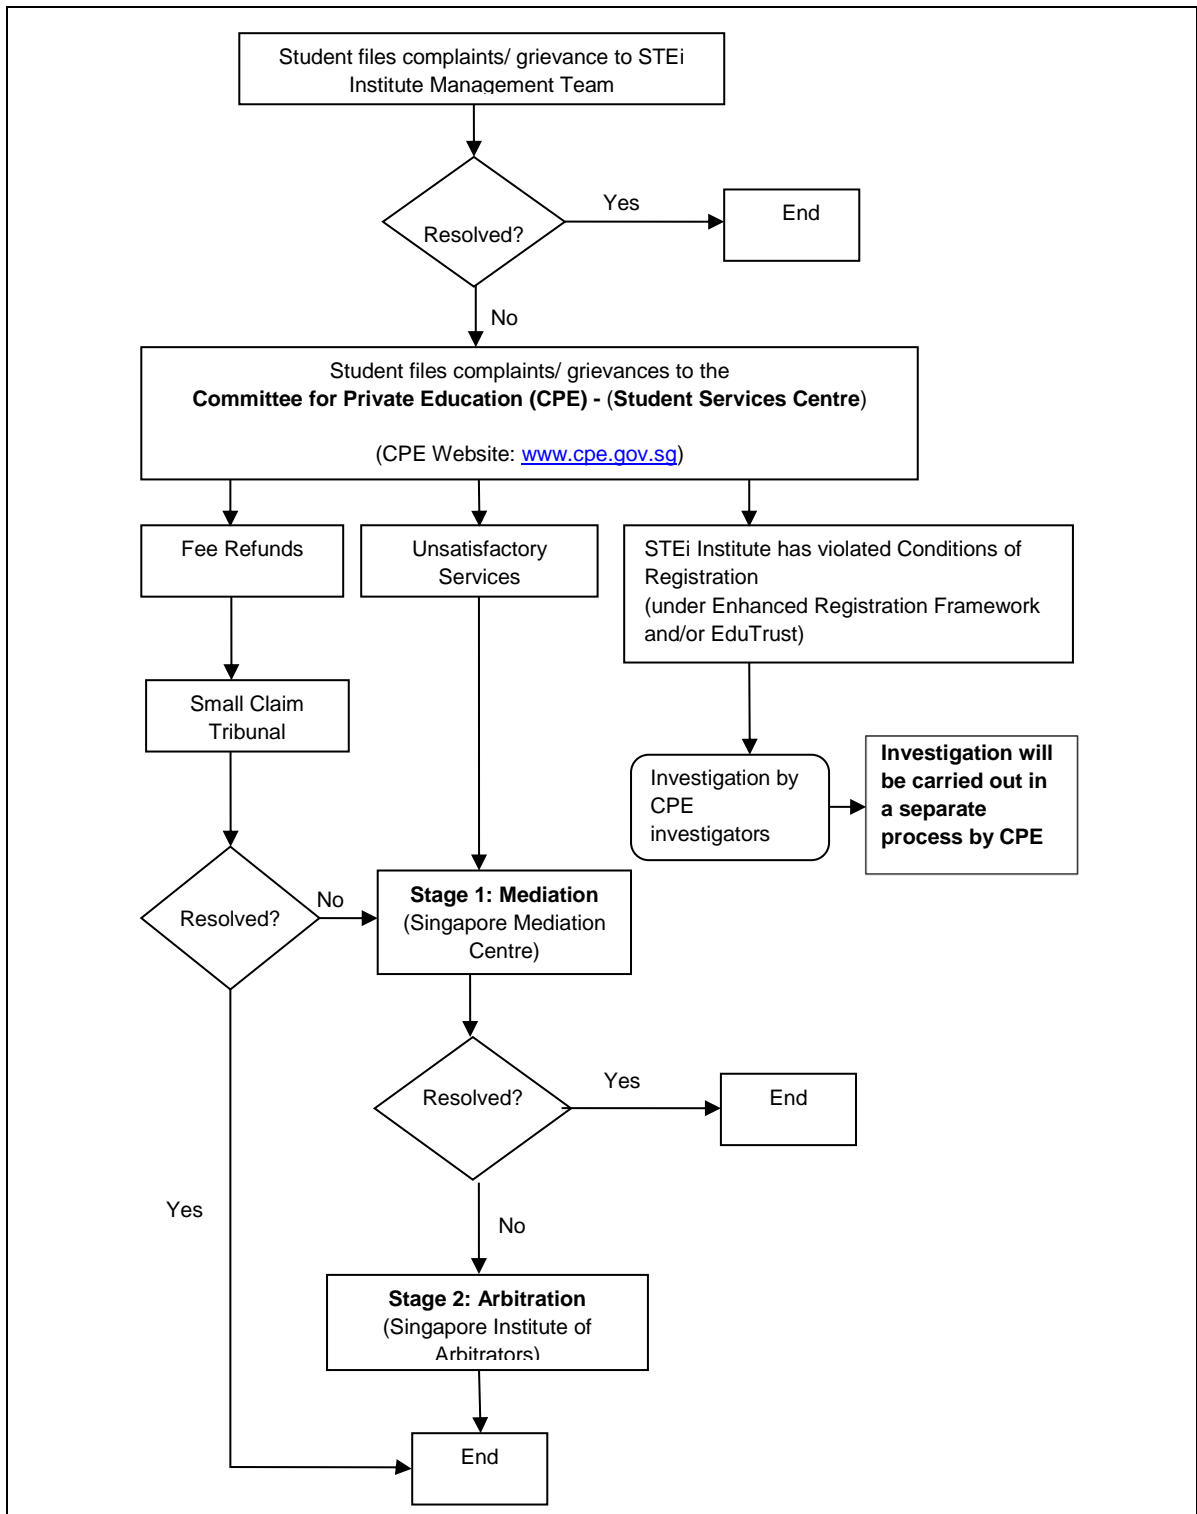 Student files complaints/ grievance to STEi
Institute Management Team
Resolved?
Yes
End
No
Student files complaints/ grievances to the
Committee for Private Education (CPE) - (Student Services Centre)
(CPE Website: www.cpe.gov.sg)
Fee Refunds
Unsatisfactory
Services
STEi Institute has violated Conditions of
Registration
(under Enhanced Registration Framework
and/or EduTrust)
Small Claim
Tribunal
Investigation by
CPE
investigators
Investigation will
be carried out in
a separate
process by CPE
Resolved?
No
Stage 1: Mediation
(Singapore Mediation
Centre)
Resolved?
Yes
End
Yes
No
Stage 2: Arbitration
(Singapore Institute of
Arbitrators)
End